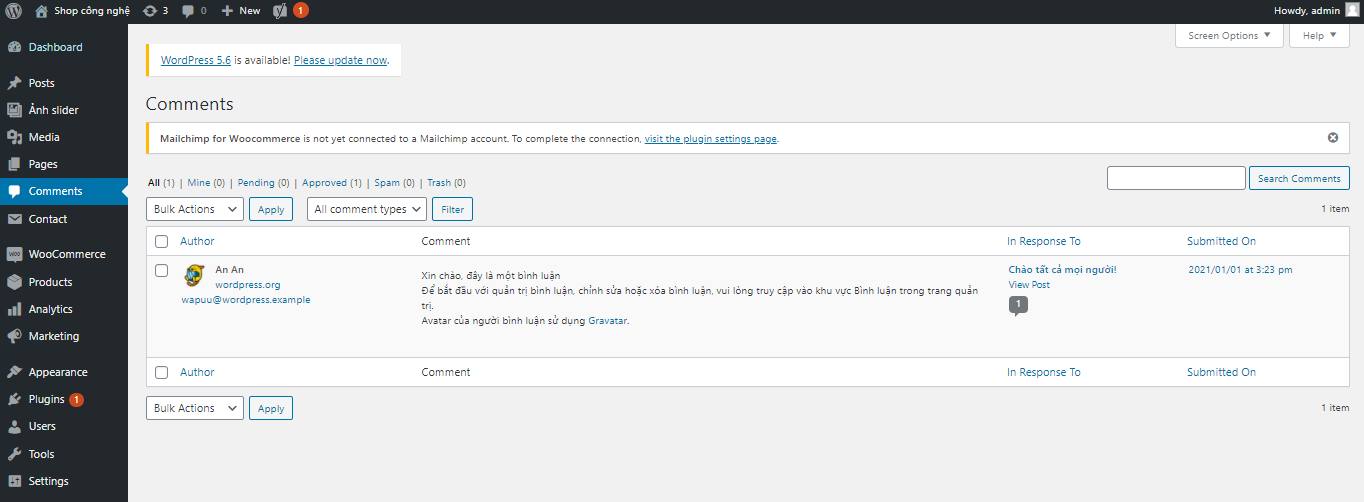 Shop công nghệ 3 0 New 1 Howdy, admin
Screen Options Help
Dashboard
Posts
Ảnh slider
Media
Pages
Comments
Contact
WooCommerce
Products
Analytics
Marketing
Appearance
Plugins 1
Users
Tools
Settings
WordPress 5.6 is available! Please update now.
Comments
Mailchimp for Woocommerce is not yet connected to a Mailchimp account. To complete the connection, visit the plugin settings page.
All (1) | Mine (0) | Pending (0) | Approved (1) | Spam (0) | Trash (0)
Search Comments
Bulk Actions Apply All comment types Filter 1 item
Author Comment In Response To Submitted On
An An
wordpress.org
wapuu@wordpress.example
Xin chào, đây là một bình luận
Để bắt đầu với quản trị bình luận, chỉnh sửa hoặc xóa bình luận, vui lòng truy cập vào khu vực Bình luận trong trang quản
trị.
Avatar của người bình luận sử dụng Gravatar.
Chào tất cả mọi người!
View Post
1
2021/01/01 at 3:23 pm
Author Comment In Response To Submitted On
Bulk Actions Apply 1 item